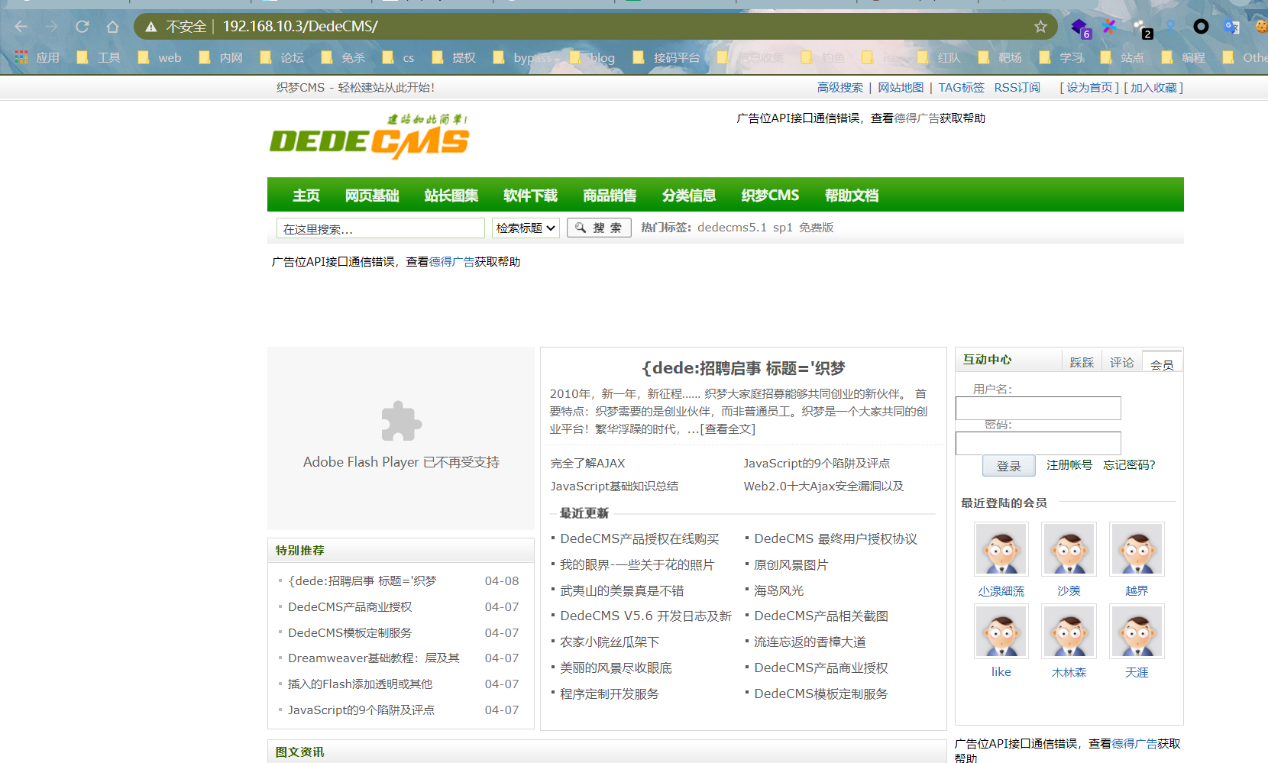 不安全 192.168.10.3/DedeCMS/
6
2
应用 工具 web 内网 论坛 免杀 cs 提权 blog 接码平台 红队 靶场 学习 站点 编程 Othe
织梦CMS - 轻松建站从此开始！
高级搜索 | 网站地图 | TAG标签 RSS订阅 [ 设为首页 ] [ 加入收藏 ]
建站如此简单！
DEDECMS
广告位API接口通信错误，查看德得广告获取帮助
主页 网页基础 站长图集 软件下载 商品销售 分类信息 织梦CMS 帮助文档
在这里搜索... 检索标题 搜 索 热门标签: dedecms5.1 sp1 免费版
广告位API接口通信错误，查看德得广告获取帮助
Adobe Flash Player 已不再受支持
特别推荐
{dede:招聘启事 标题='织梦 04-08
DedeCMS产品商业授权 04-07
DedeCMS模板定制服务 04-07
Dreamweaver基础教程：层及其 04-07
插入的Flash添加透明或其他 04-07
JavaScript的9个陷阱及评点 04-07
图文资讯
{dede:招聘启事 标题='织梦
2010年，新一年，新征程...... 织梦大家庭招募能够共同创业的新伙伴。 首
要特点：织梦需要的是创业伙伴，而非普通员工。织梦是一个大家共同的创
业平台！繁华浮躁的时代，...[查看全文]
完全了解AJAX JavaScript的9个陷阱及评点
JavaScript基础知识总结 Web2.0十大Ajax安全漏洞以及
最近更新
DedeCMS产品授权在线购买 DedeCMS 最终用户授权协议
我的眼界-一些关于花的照片 原创风景图片
武夷山的美景真是不错 海岛风光
DedeCMS V5.6 开发日志及新 DedeCMS产品相关截图
农家小院丝瓜架下 流连忘返的香樟大道
美丽的风景尽收眼底 DedeCMS产品商业授权
程序定制开发服务 DedeCMS模板定制服务
互动中心 踩踩 评论 会员
用户名:
密码:
登录 注册帐号 忘记密码?
最近登陆的会员
沙羡 越界
like 木林森 天涯
广告位API接口通信错误，查看德得广告获取
帮助